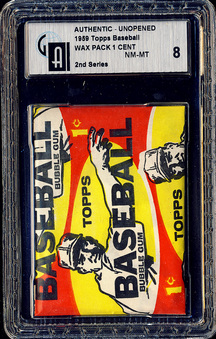 GAI
AUTHENTIC - UNOPENED
1959 Topps Baseball
WAX PACK 1 CENT
NM-MT
8
2nd Series
1¢
BASEBALL
BUBBLE GUM
TOPPS
BASEBALL
BUBBLE GUM
TOPPS
1¢